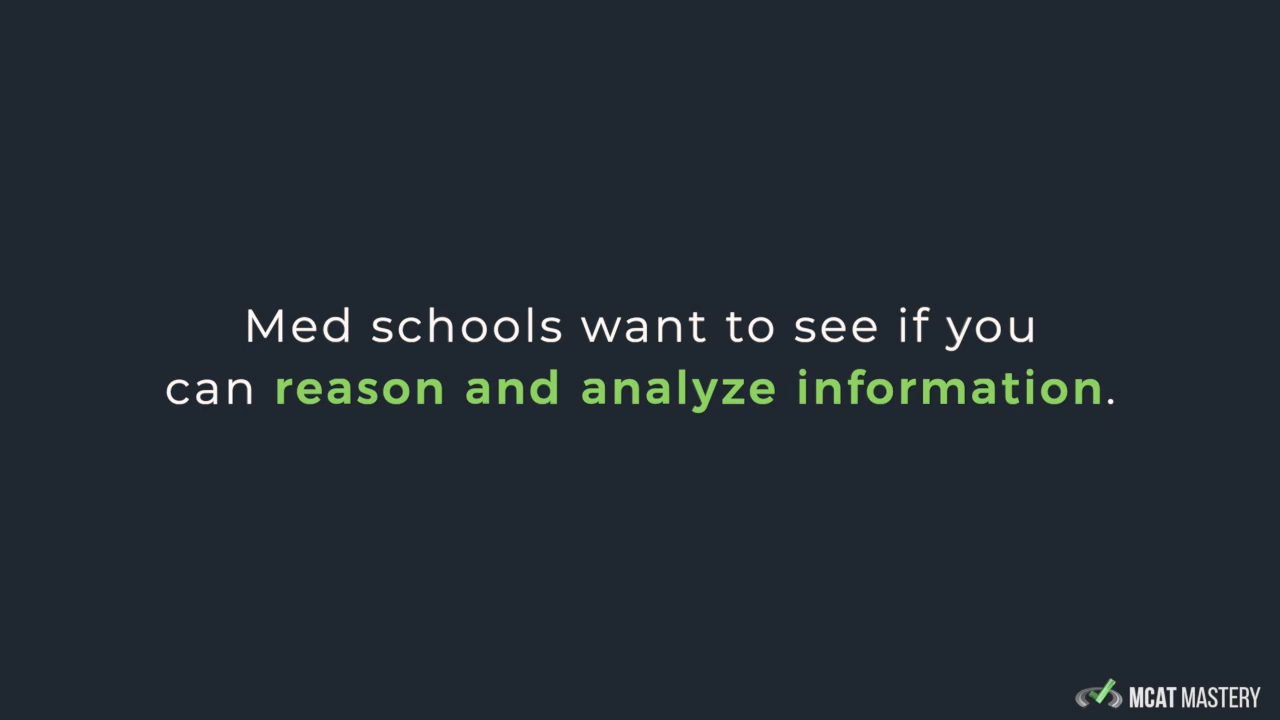 Med schools want to see if you
can reason and analyze information.
MCAT MASTERY